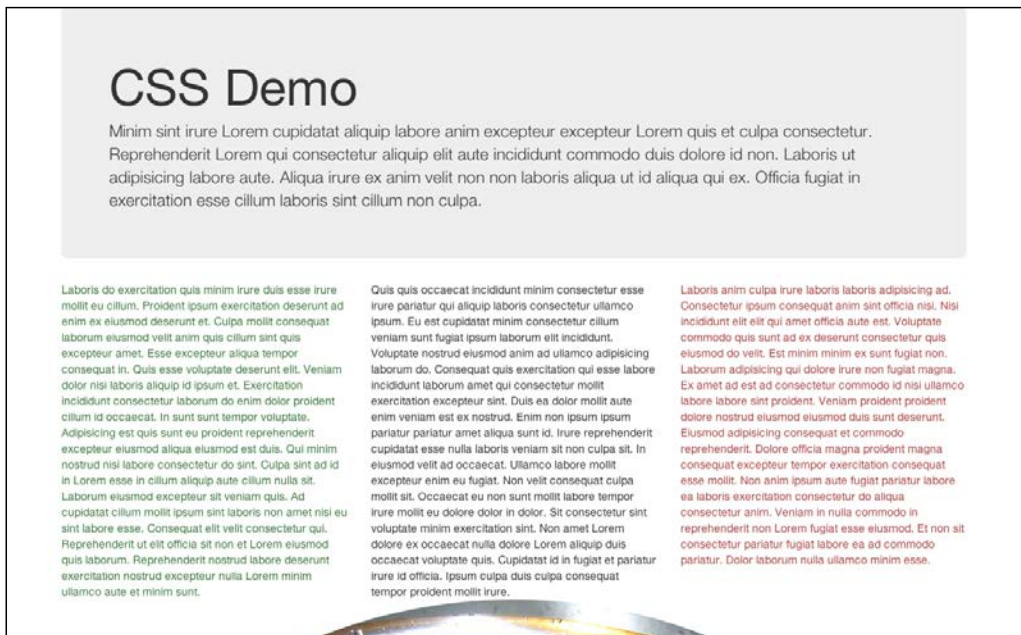 CSS Demo
Minim sint irure Lorem cupidatat aliquip labore anim excepteur excepteur Lorem quis et culpa consectetur.
Reprehenderit Lorem qui consectetur aliquip elit aute incididunt commodo duis dolore id non. Laboris ut
adipisicing labore aute. Aliqua irure ex anim velit non non laboris aliqua ut id aliqua qui ex. Officia fugiat in
exercitation esse cillum laboris sint cillum non culpa.
Laboris do exercitation quis minim irure duis esse irure
mollit eu cillum. Proident ipsum exercitation deserunt ad
enim ex eiusmod deserunt et. Culpa mollit consequat
laborum eiusmod velit anim quis cillum sint quis
excepteur amet. Esse excepteur aliqua tempor
consequat in. Quis esse voluptate deserunt elit. Veniam
dolor nisi laboris aliquip id ipsum et. Exercitation
incididunt consectetur laborum do enim dolor proident
cillum id occaecat. In sunt sunt tempor voluptate.
Adipisicing est quis sunt eu proident reprehenderit
excepteur eiusmod aliqua eiusmod est duis. Qui minim
nostrud nisi labore consectetur do sint. Culpa sint ad id
in Lorem esse in cillum aliquip aute cillum nulla sit.
Laborum eiusmod excepteur sit veniam quis. Ad
cupidatat cillum mollit ipsum sint laboris non amet nisi eu
sint labore esse. Consequat elit velit consectetur qui.
Reprehenderit ut elit officia sit non et Lorem eiusmod
quis laborum. Reprehenderit nostrud labore deserunt
exercitation nostrud excepteur nulla Lorem minim
ullamco aute et minim sunt.
Quis quis occaecat incididunt minim consectetur esse
irure pariatur qui aliquip laboris consectetur ullamco
ipsum. Eu est cupidatat minim consectetur cillum
veniam sunt fugiat ipsum laborum elit incididunt.
Voluptate nostrud eiusmod anim ad ullamco adipisicing
laborum do. Consequat quis exercitation qui esse labore
incididunt laborum amet qui consectetur mollit
exercitation excepteur sint. Duis ea dolor mollit aute
enim veniam est ex nostrud. Enim non ipsum ipsum
pariatur pariatur amet aliqua sunt id. Irure reprehenderit
cupidatat esse nulla laboris veniam sit non culpa sit. In
eiusmod velit ad occaecat. Ullamco labore mollit
excepteur enim eu fugiat. Non velit consequat culpa
mollit sit. Occaecat eu non sunt mollit labore tempor
irure mollit eu dolore dolor in dolor. Sit consectetur sint
voluptate minim exercitation sint. Non amet Lorem
dolore ex occaecat nulla dolore Lorem aliquip duis
occaecat voluptate quis. Cupidatat id in fugiat et pariatur
irure id officia. Ipsum culpa duis culpa consequat
tempor proident mollit irure.
Laboris anim culpa irure laboris laboris adipisicing ad.
Consectetur ipsum consequat anim sint officia nisi. Nisi
incididunt elit elit qui amet officia aute est. Voluptate
commodo quis sunt ad ex deserunt consectetur quis
eiusmod do velit. Est minim minim ex sunt fugiat non.
Laborum adipisicing qui dolore irure non fugiat magna.
Ex amet ad est ad consectetur commodo id nisi ullamco
labore labore sint proident. Veniam proident proident
dolore nostrud eiusmod eiusmod duis sunt deserunt.
Eiusmod adipisicing consequat et commodo
reprehenderit. Dolore officia magna proident magna
consequat excepteur tempor exercitation consequat
esse mollit. Non anim ipsum aute fugiat pariatur labore
ea laboris exercitation consectetur do aliqua
consectetur anim. Veniam in nulla commodo in
reprehenderit non Lorem fugiat esse eiusmod. Et non sit
consectetur pariatur fugiat labore ea ad commodo
pariatur. Dolor laborum nulla ullamco minim esse.